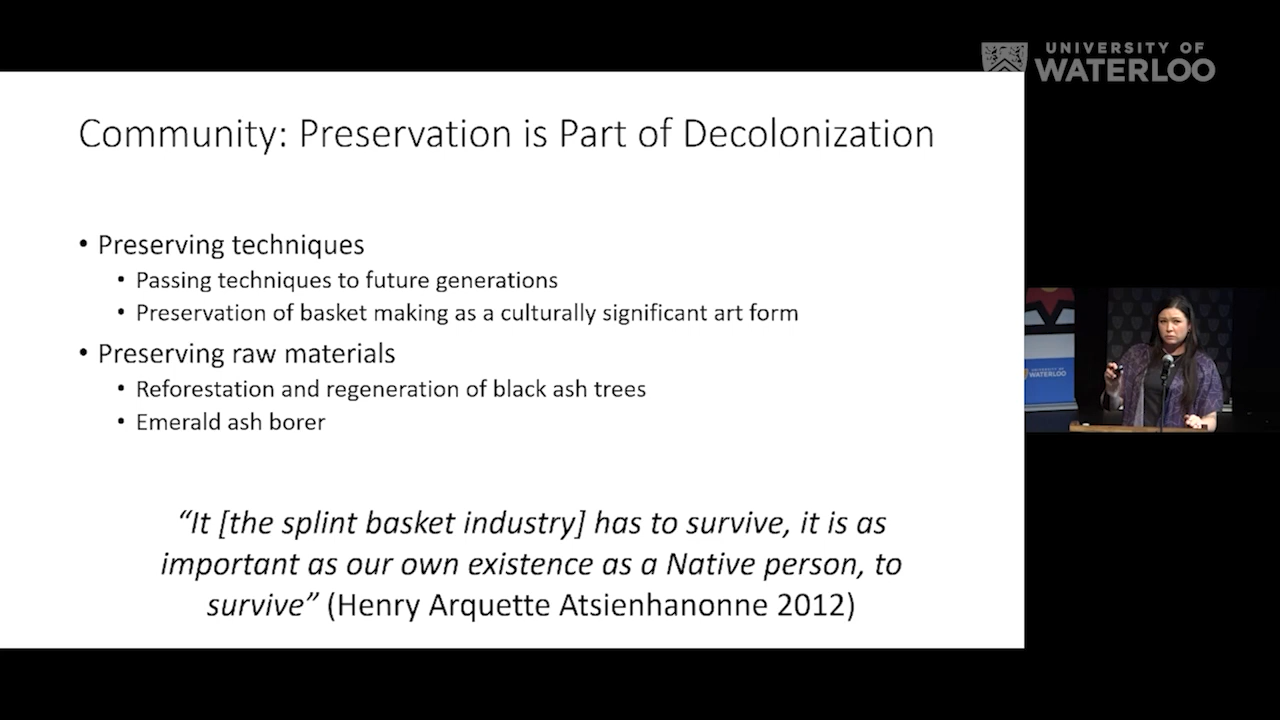 UNIVERSITY OF
WATERLOO
Community: Preservation is Part of Decolonization
• Preserving techniques
• Passing techniques to future generations
• Preservation of basket making as a culturally significant art form
• Preserving raw materials
• Reforestation and regeneration of black ash trees
• Emerald ash borer
“It [the splint basket industry] has to survive, it is as
important as our own existence as a Native person, to
survive” (Henry Arquette Atsienhanonne 2012)
UNIVERSITY OF
WATERLOO